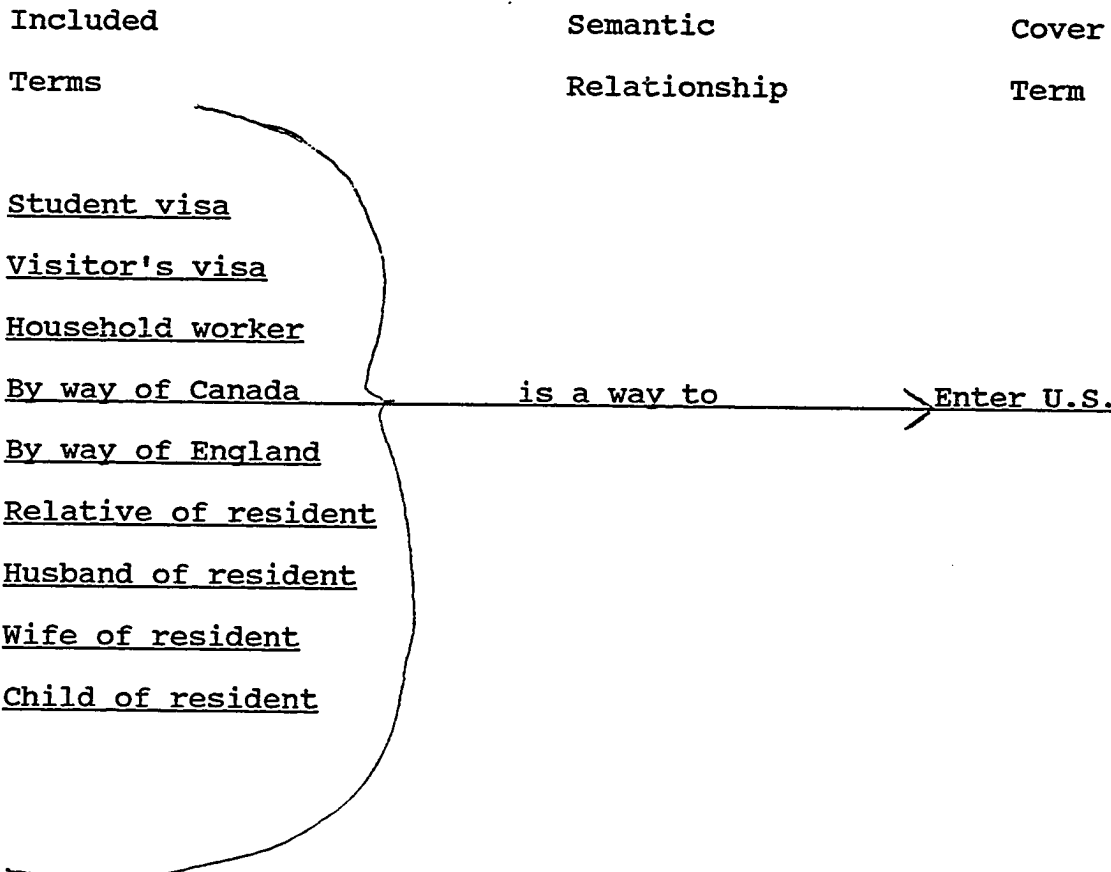 Included Semantic Cover
Terms Relationship Term
Student visa
Visitor's visa
Household worker
By way of Canada is a way to Enter U.S.
By way of England
Relative of resident
Husband of resident
Wife of resident
Child of resident